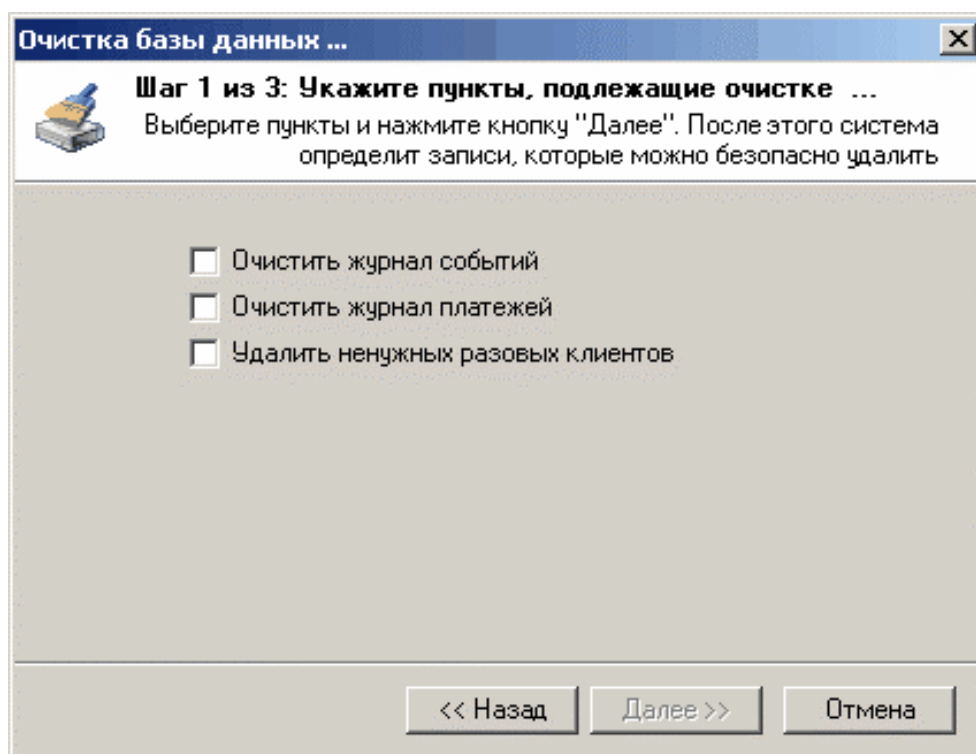 Очистка базы данных ...
Шаг 1 из 3: Укажите пункты, подлежащие очистке ...
Выберите пункты и нажмите кнопку "Далее". После этого система
определит записи, которые можно безопасно удалить
Очистить журнал событий
Очистить журнал платежей
Удалить ненужных разовых клиентов
<< Назад
Далее >>
Отмена